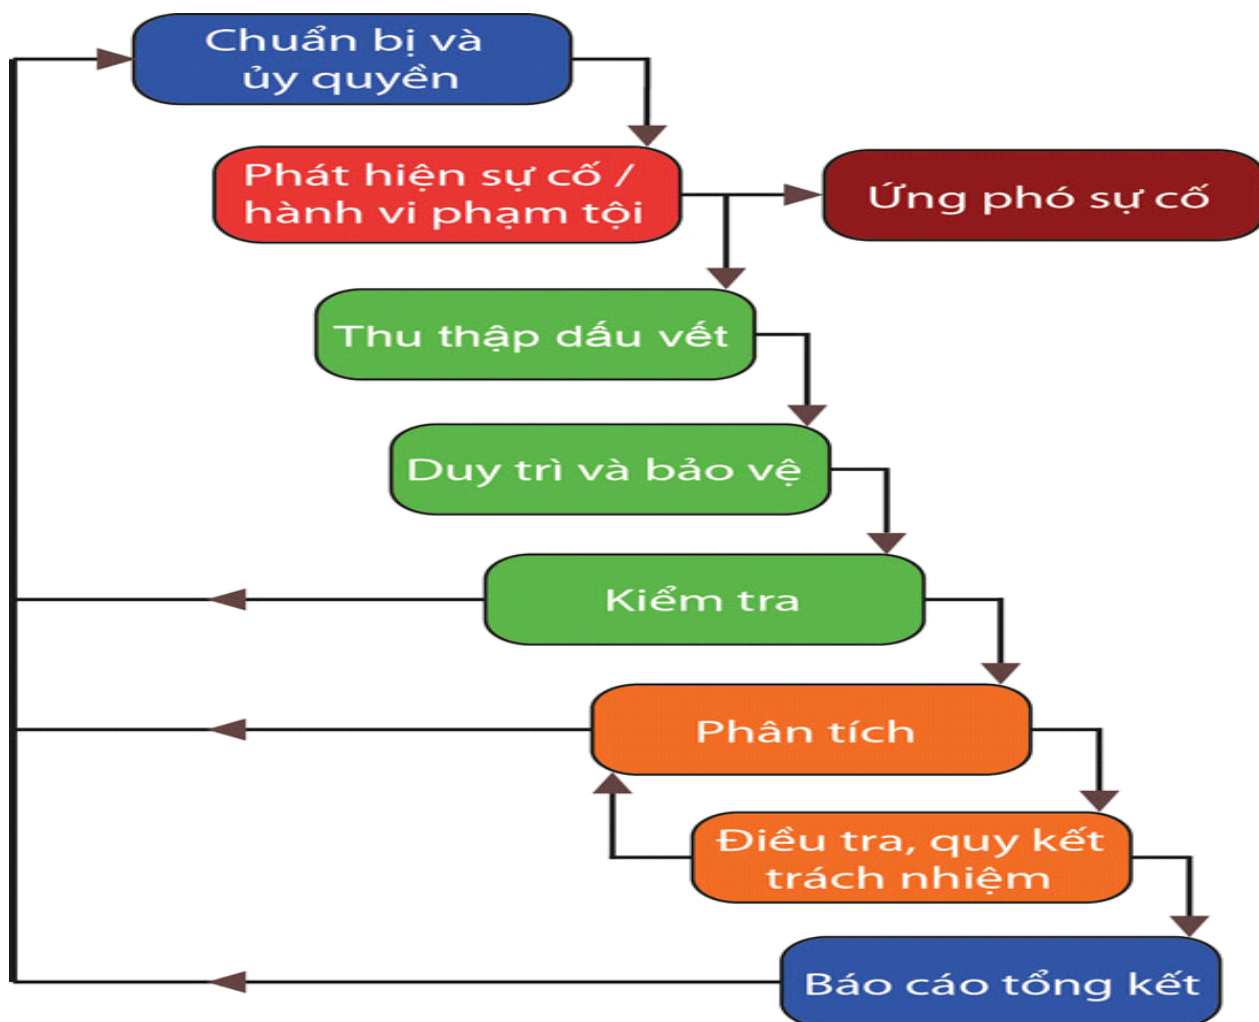 Chuẩn bị và
ủy quyền
Phát hiện sự cố /
hành vi phạm tội
Ứng phó sự cố
Thu thập dấu vết
Duy trì và bảo vệ
Kiểm tra
Phân tích
Điều tra, quy kết
trách nhiệm
Báo cáo tổng kết